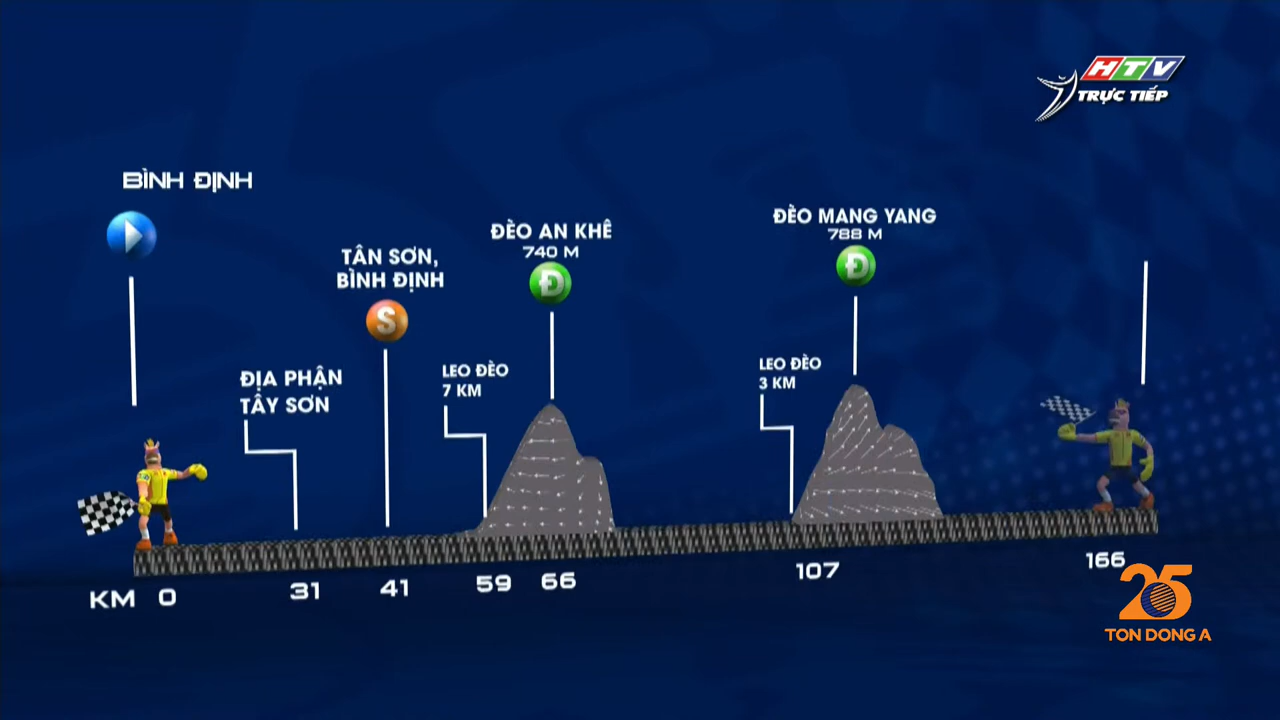 HTV
TRỰC TIẾP
BÌNH ĐỊNH
ĐÈO MANG YANG
788 M
Đ
ĐÈO AN KHÊ
740 M
Đ
TÂN SƠN,
BÌNH ĐỊNH
S
LEO ĐÈO
3 KM
LEO ĐÈO
7 KM
ĐỊA PHẬN
TÂY SƠN
KM 0 31 41 59 66 107 166
25
TON DONG A